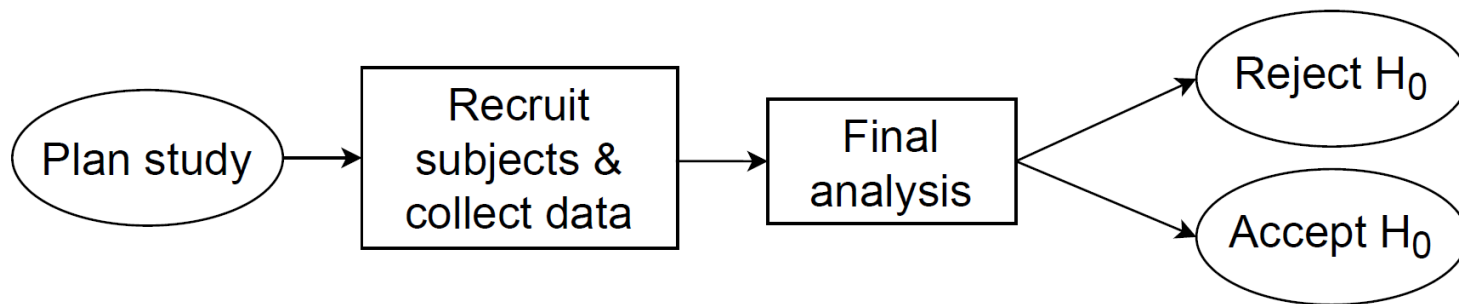 Plan study
Recruit
subjects &
collect data
Final
analysis
Reject H₀
Accept H₀